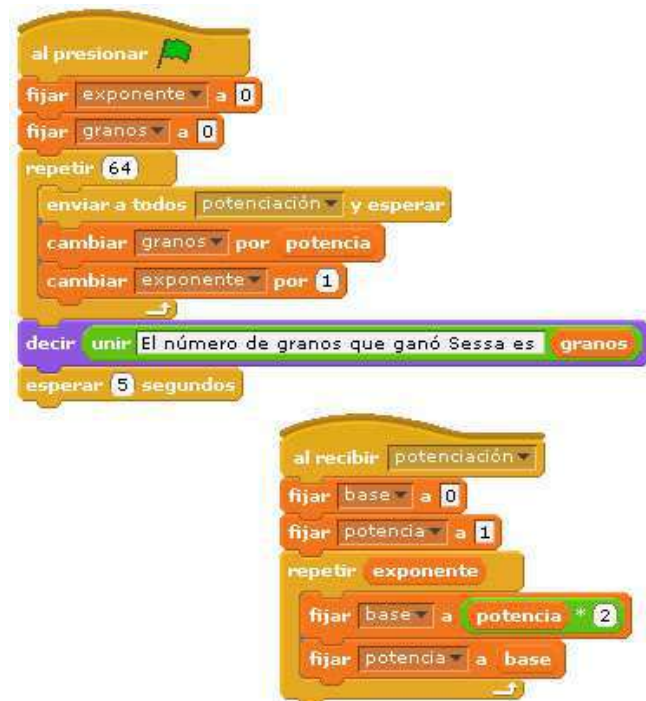 al presionar
fijar exponente a 0
fijar granos a 0
repetir 64
enviar a todos potenciación y esperar
cambiar granos por potencia
cambiar exponente por 1
decir unir El número de granos que ganó Sessa es granos
esperar 5 segundos
al recibir potenciación
fijar base a 0
fijar potencia a 1
repetir exponente
fijar base a potencia * 2
fijar potencia a base